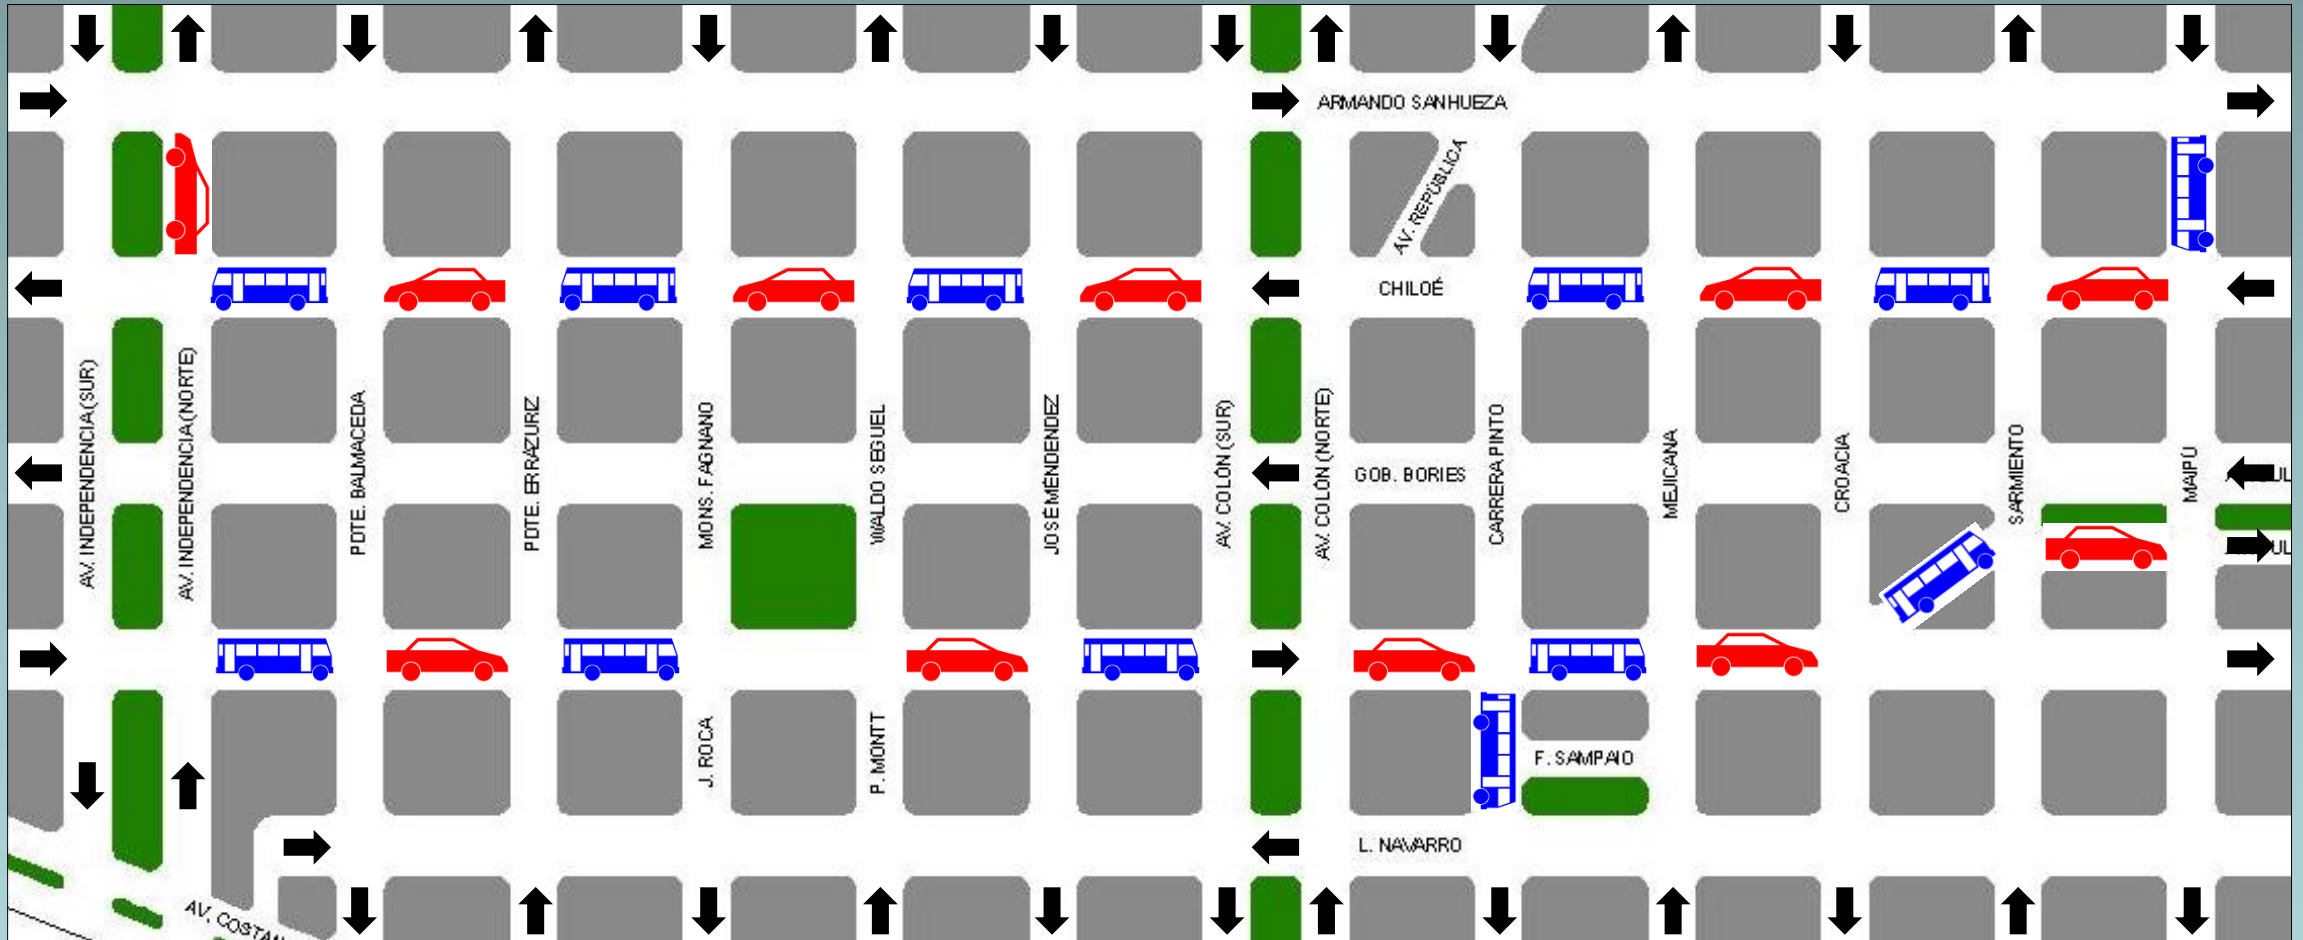 ARMANDO SANHUEZA
AV. REPÚBLICA
CHILOÉ
AV. INDEPENDENCIA(SUR)
AV. INDEPENDENCIA(NORTE)
PDTE. BALMACEDA
PDTE. ERRAZURIZ
MONS. FAGNANO
WALDO SEGUEL
JOSÉ MENÉNDEZ
AV. COLÓN (SUR)
AV. COLÓN (NORTE)
GOB. BORIES
CARRERA PINTO
MEJICANA
CROACIA
SARMIENTO
MAIPÚ
J. ROCA
P. MONTT
F. SAMPAIO
L. NAVARRO
AV. COSTAN